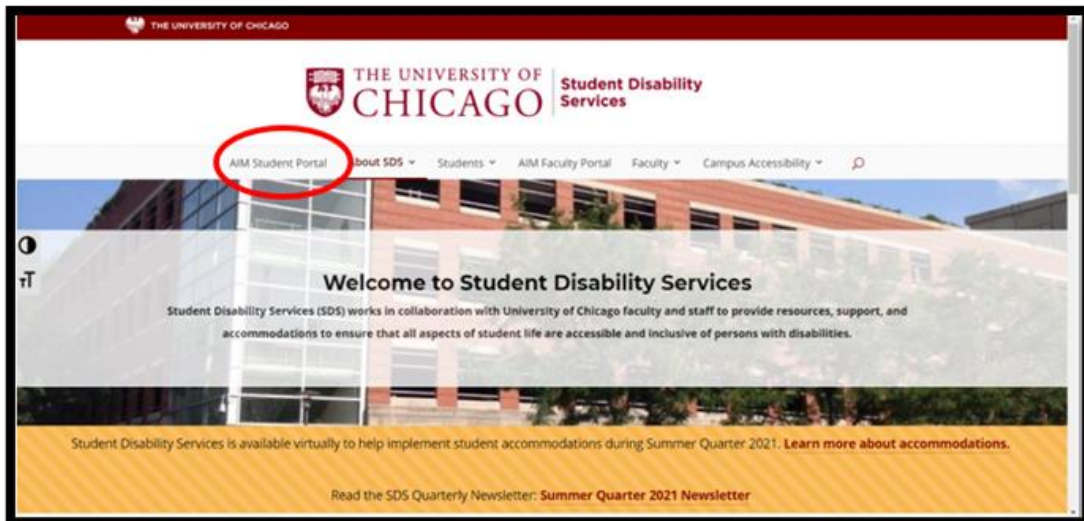 THE UNIVERSITY OF CHICAGO
THE UNIVERSITY OF
CHICAGO
Student Disability
Services
AIM Student Portal About SDS Students AIM Faculty Portal Faculty Campus Accessibility
TT
Welcome to Student Disability Services
Student Disability Services (SDS) works in collaboration with University of Chicago faculty and staff to provide resources, support, and
accommodations to ensure that all aspects of student life are accessible and inclusive of persons with disabilities.
Student Disability Services is available virtually to help implement student accommodations during Summer Quarter 2021. Learn more about accommodations.
Read the SDS Quarterly Newsletter: Summer Quarter 2021 Newsletter